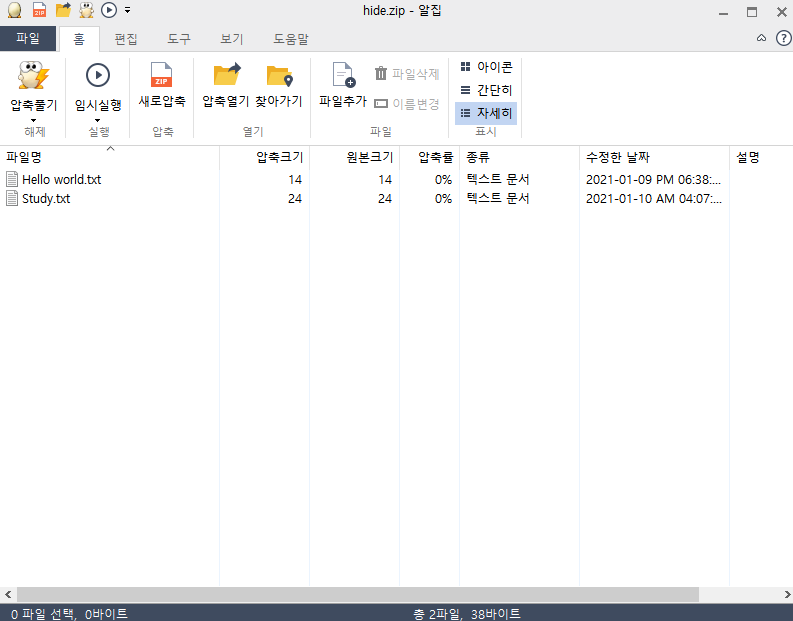 hide.zip - 알집
파일 홈 편집 도구 보기 도움말
ZIP
압축풀기 임시실행 새로압축 압축열기 찾아가기 파일추가 파일삭제 이름변경
아이콘
간단히
자세히
해제 실행 압축 열기 파일 표시
파일명 압축크기 원본크기 압축률 종류 수정한 날짜 설명
Hello world.txt 14 14 0% 텍스트 문서 2021-01-09 PM 06:38:...
Study.txt 24 24 0% 텍스트 문서 2021-01-10 AM 04:07:...
0 파일 선택, 0바이트 총 2파일, 38바이트